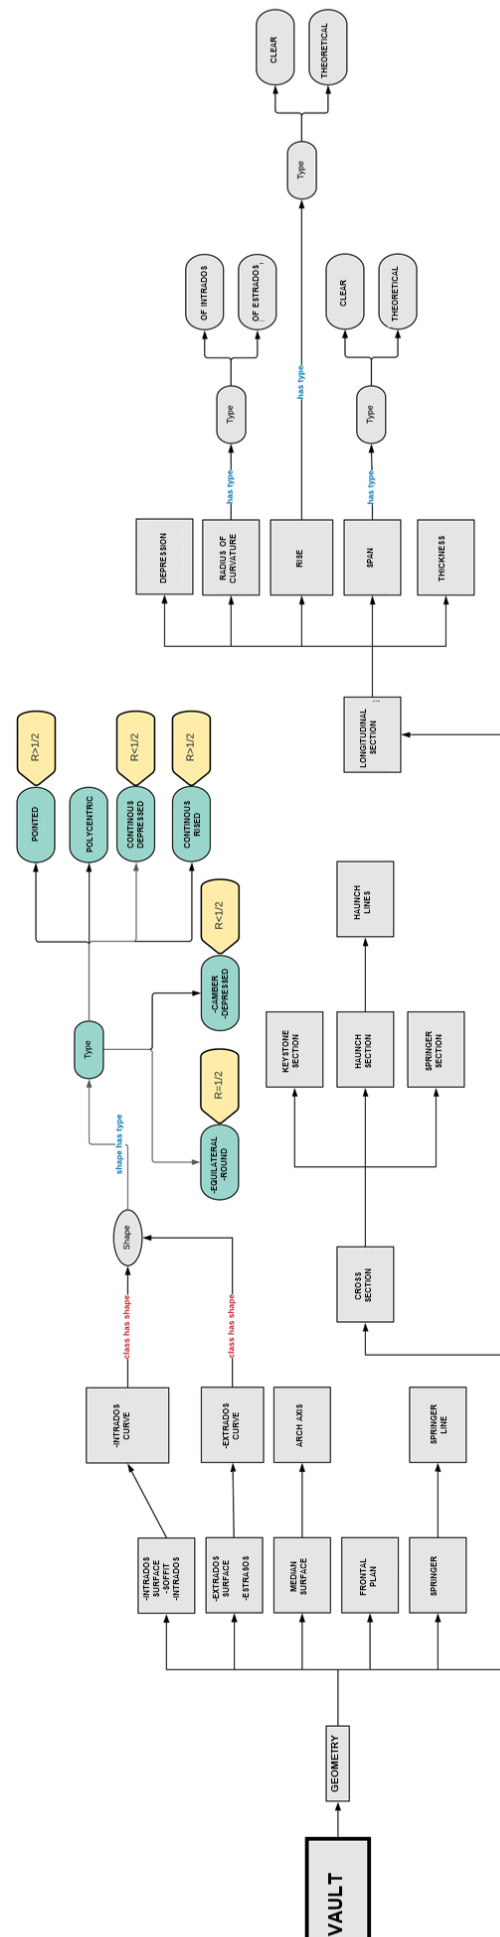 VAULT
GEOMETRY
-INTRADOS
SURFACE
-SOFFIT
-INTRADOS
-EXTRADOS
SURFACE
-ESTRASOS
MEDIAN
SURFACE
FRONTAL
PLAN
SPRINGER
-INTRADOS
CURVE
-EXTRADOS
CURVE
ARCH AXIS
SPRINGER
LINE
class has shape
class has shape
Shape
shape has type
Type
-EQUILATERAL
-ROUND
R=1/2
-CAMBER
-DEPRESSED
R<1/2
POINTED
R>1/2
POLYCENTRIC
CONTINOUS
DEPRESSED
R<1/2
CONTINOUS
RISED
R>1/2
CROSS
SECTION
KEYSTONE
SECTION
HAUNCH
SECTION
SPRINGER
SECTION
HAUNCH
LINES
LONGITUDINAL
SECTION
DEPRESSION
RADIUS OF
CURVATURE
RISE
SPAN
THICKNESS
has type
has type
has type
Type
Type
Type
OF INTRADOS
OF ESTRADOS
CLEAR
THEORETICAL
CLEAR
THEORETICAL